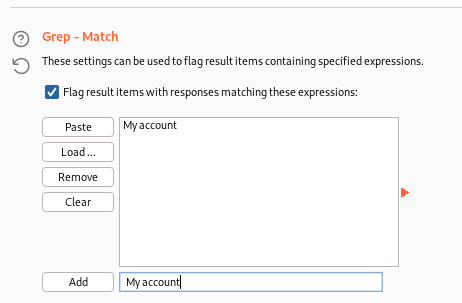 Grep - Match
These settings can be used to flag result items containing specified expressions.
Flag result items with responses matching these expressions:
Paste
My account
Load ...
Remove
Clear
Add
My account